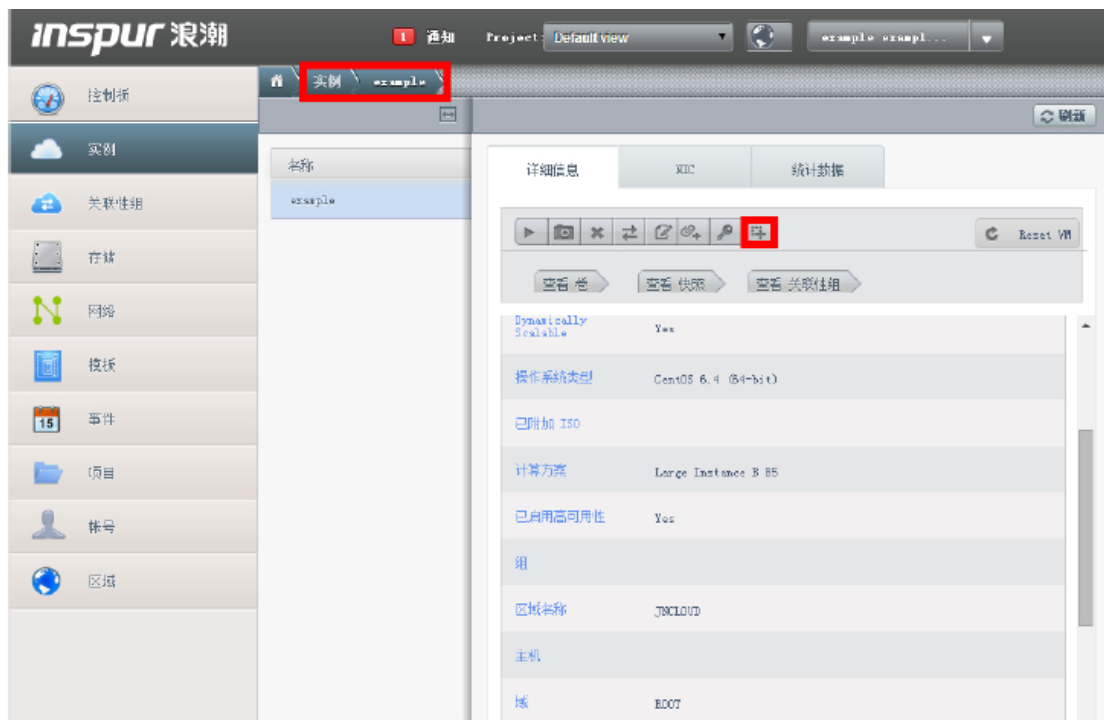 inspur 浪潮
1 通知 Project: Default view example exampl...
实例 example
刷新
控制板
实例
关联性组
存储
网络
模板
15 事件
项目
帐号
区域
名称
example
详细信息 NIC 统计数据
Reset VM
查看 卷 查看 快照 查看 关联性组
Dynamically
Scalable Yes
操作系统类型 CentOS 6.4 (64-bit)
已附加 ISO
计算方案 Large Instance B 85
已启用高可用性 Yes
组
区域名称 JNCLOUD
主机
域 ROOT